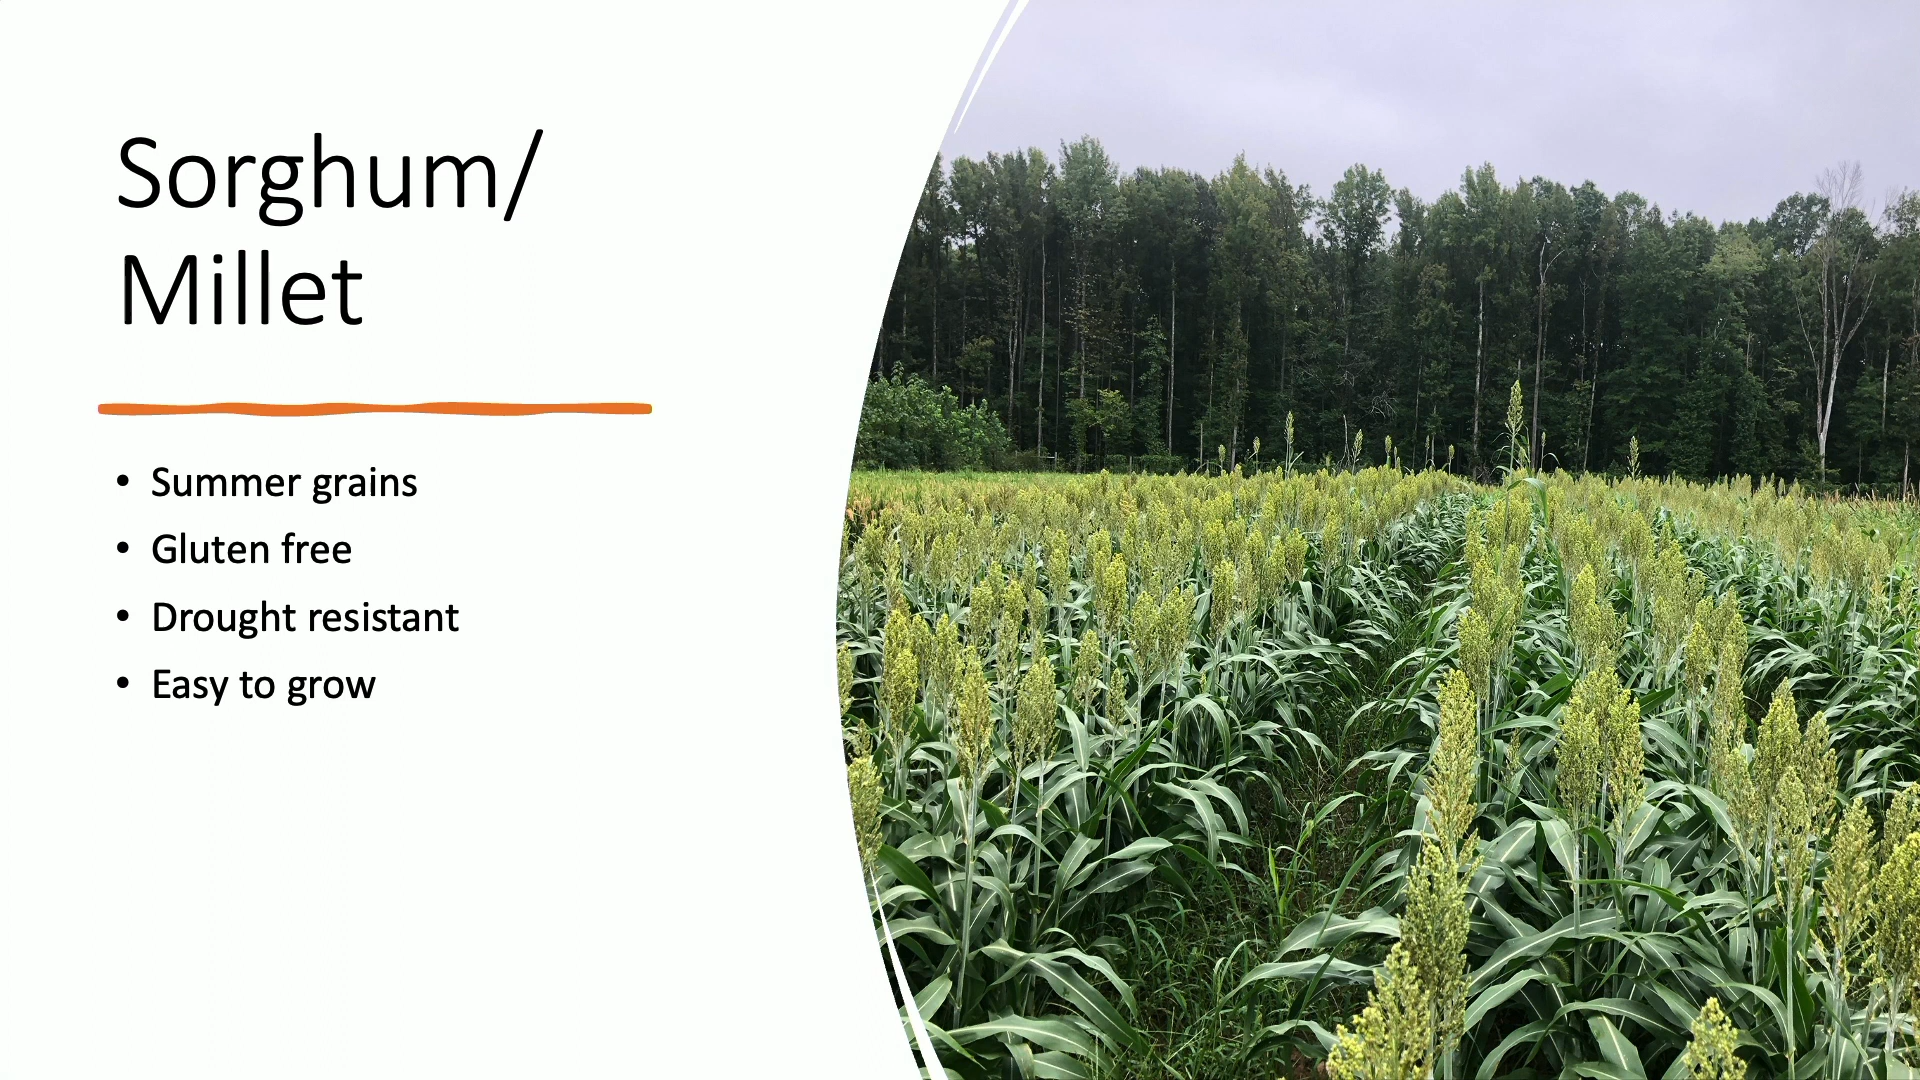 Sorghum/
Millet
• Summer grains
• Gluten free
• Drought resistant
• Easy to grow